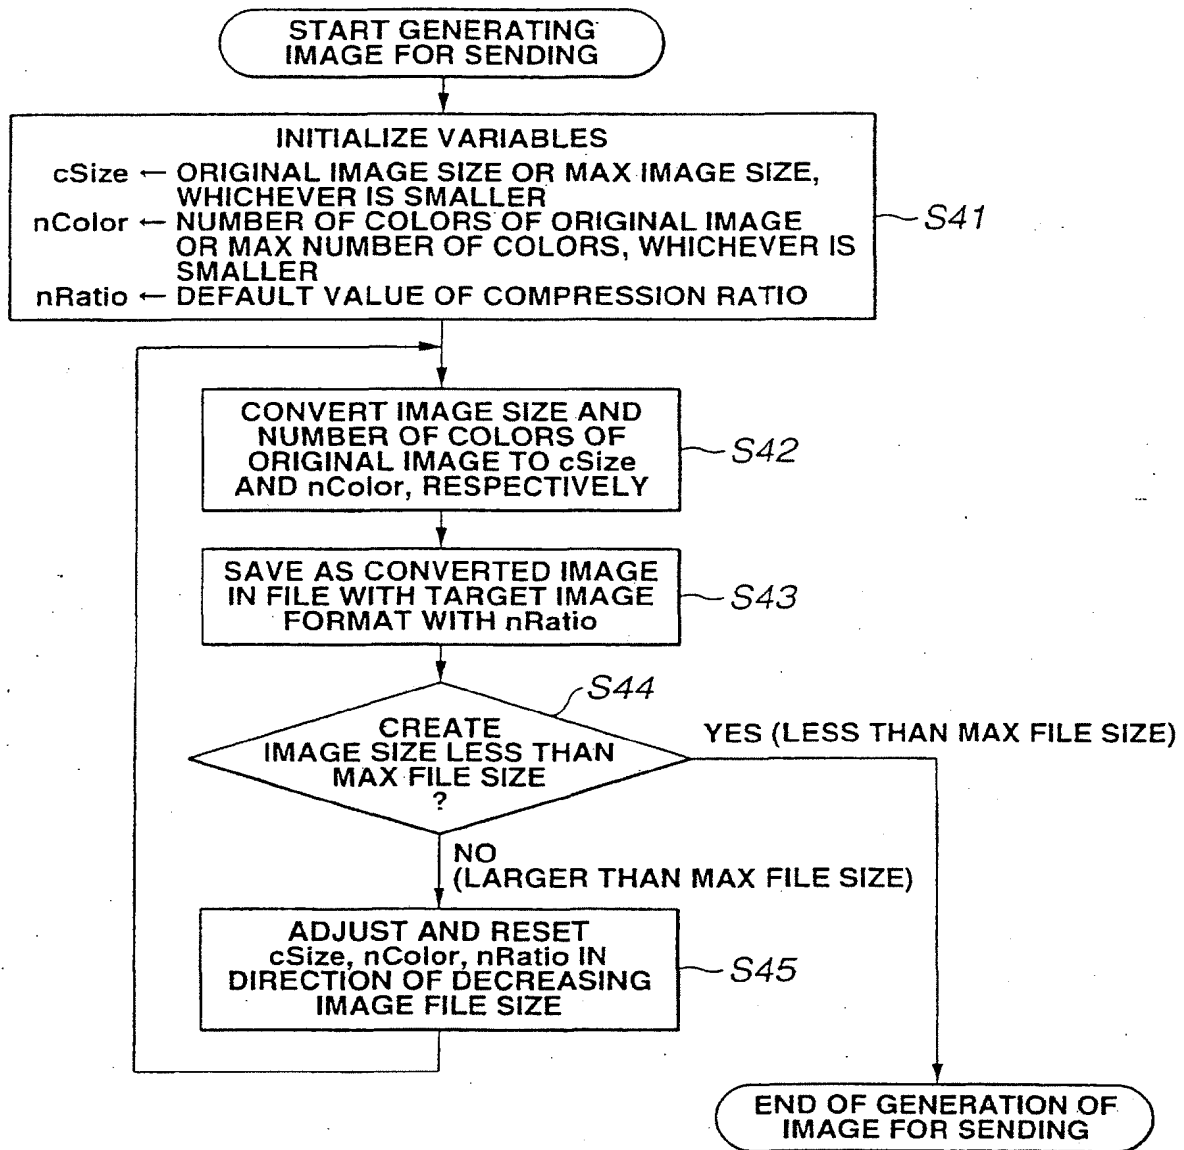 START GENERATING
IMAGE FOR SENDING
INITIALIZE VARIABLES
cSize ← ORIGINAL IMAGE SIZE OR MAX IMAGE SIZE,
WHICHEVER IS SMALLER
nColor ← NUMBER OF COLORS OF ORIGINAL IMAGE
OR MAX NUMBER OF COLORS, WHICHEVER IS
SMALLER
nRatio ← DEFAULT VALUE OF COMPRESSION RATIO
S41
CONVERT IMAGE SIZE AND
NUMBER OF COLORS OF
ORIGINAL IMAGE TO cSize
AND nColor, RESPECTIVELY
S42
SAVE AS CONVERTED IMAGE
IN FILE WITH TARGET IMAGE
FORMAT WITH nRatio
S43
S44
CREATE
IMAGE SIZE LESS THAN
MAX FILE SIZE
?
YES (LESS THAN MAX FILE SIZE)
NO
(LARGER THAN MAX FILE SIZE)
ADJUST AND RESET
cSize, nColor, nRatio IN
DIRECTION OF DECREASING
IMAGE FILE SIZE
S45
END OF GENERATION OF
IMAGE FOR SENDING